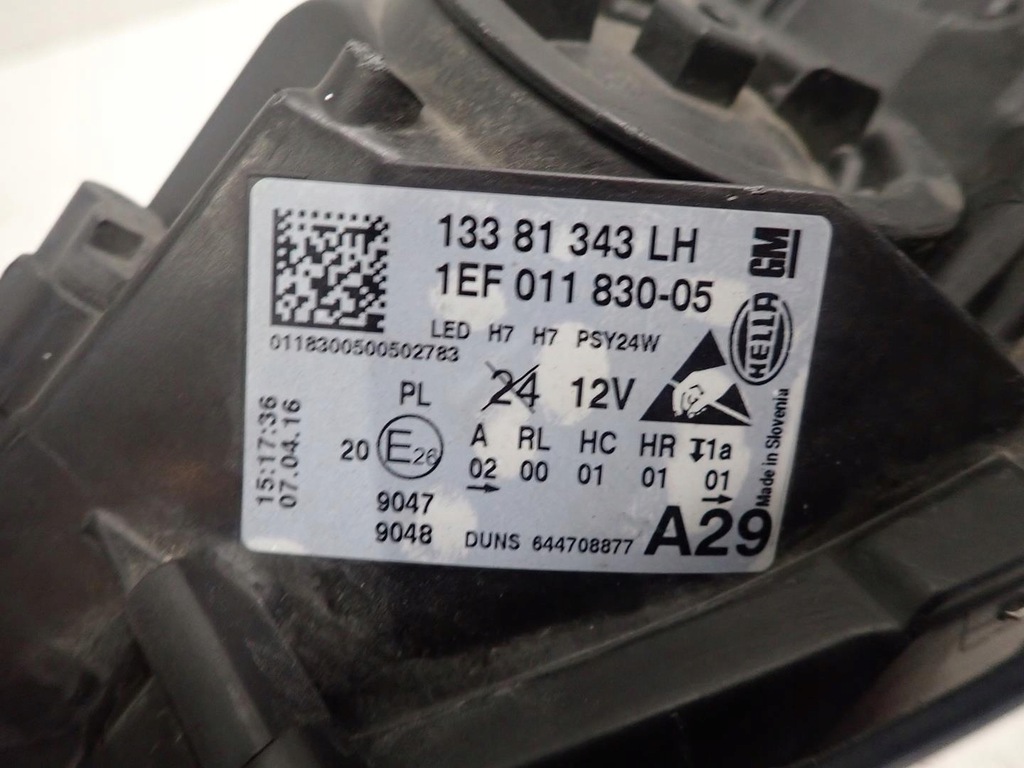 133 81 343 LH
1EF 011 830-05
GM
HELLA
LED H7 H7 PSY24W
0118300500502783
PL 24 12V
15:17:36
07.04.16
20 E26
A RL HC HR 1a
02 00 01 01 01
9047
9048
DUNS 644708877
A29
Made in Slovenia